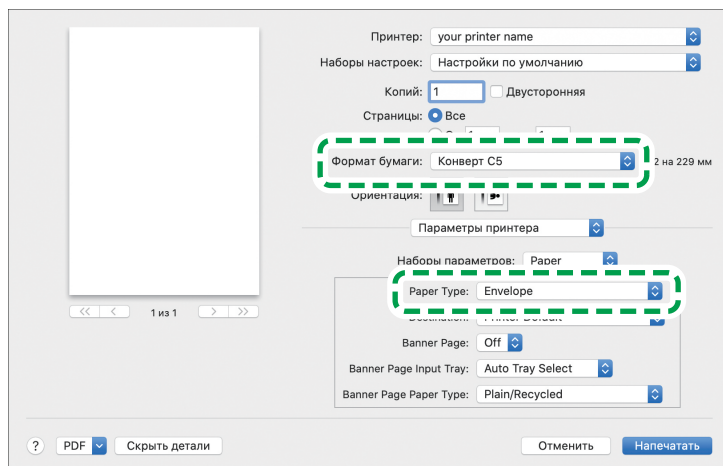 Принтер: your printer name
Наборы настроек: Настройки по умолчанию
Копий: 1 Двусторонняя
Страницы: Все
Формат бумаги: Конверт C5 2 на 229 мм
Ориентация:
Параметры принтера
Наборы параметров: Paper
Paper Type: Envelope
Destination: Printer Default
Banner Page: Off
Banner Page Input Tray: Auto Tray Select
Banner Page Paper Type: Plain/Recycled
<< < 1 из 1 > >>
? PDF Скрыть детали Отменить Напечатать